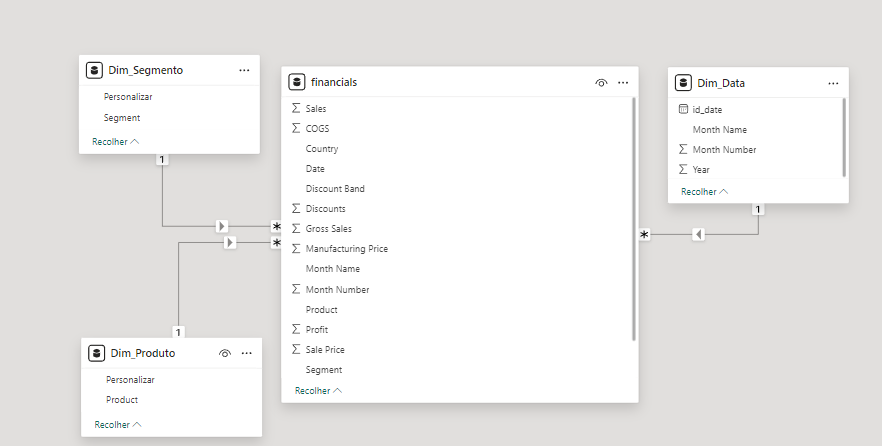 Dim_Segmento
Personalizar
Segment
Recolher
1
financials
Sales
COGS
Country
Date
Discount Band
Discounts
Gross Sales
Manufacturing Price
Month Name
Month Number
Product
Profit
Sale Price
Segment
Recolher
Dim_Data
id_date
Month Name
Month Number
Year
Recolher
1
*
*
*
1
Dim_Produto
Personalizar
Product
Recolher